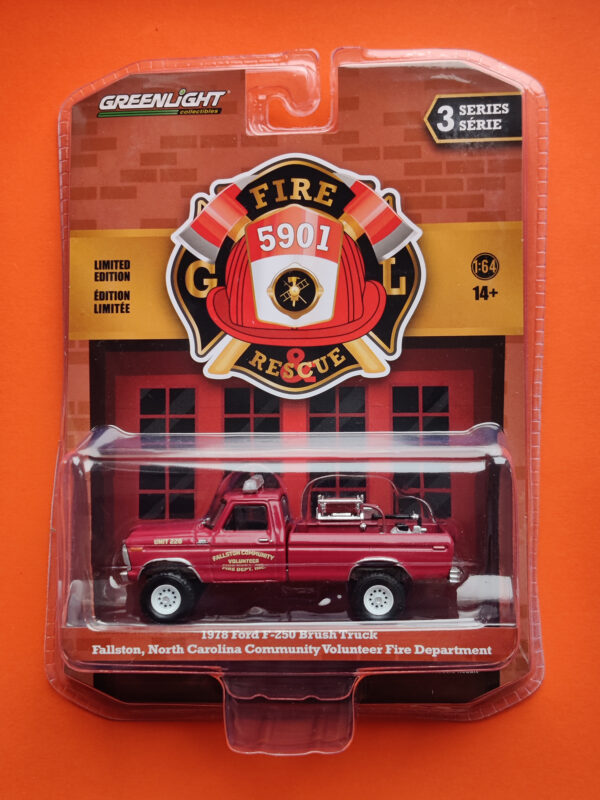 GREENLiGHT
collectibles
3 SERIES
SÉRIE
FIRE
5901
G L
& RESCUE
LIMITED
EDITION
ÉDITION
LIMITÉE
1:64
14+
UNIT 220
FALLSTON COMMUNITY
VOLUNTEER
FIRE DEPT. INC.
1978 Ford F-250 Brush Truck
Fallston, North Carolina Community Volunteer Fire Department